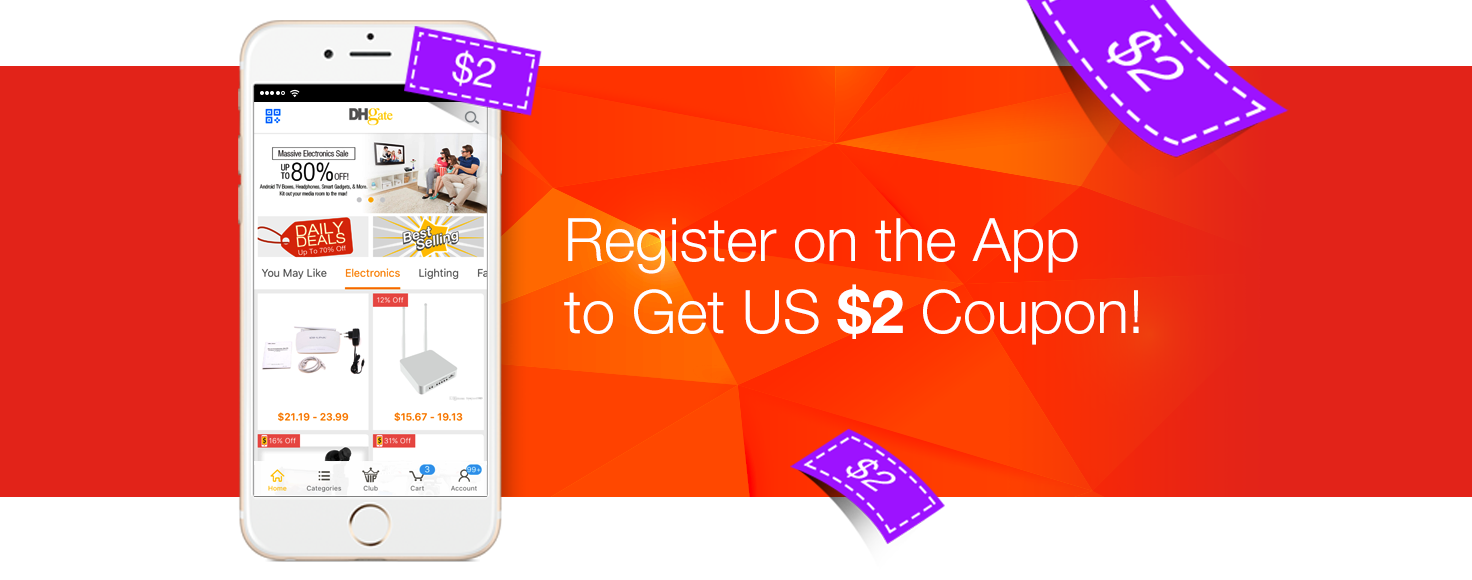 $2
$2
DHgate
Massive Electronics Sale
UP TO 80% OFF!
Android TV Boxes, Headphones, Smart Gadgets, & More.
Kit out your media room to the max!
DAILY
DEALS
Up To 70% Off
Best
Selling
You May Like Electronics Lighting Fa
12% Off
$21.19 - 23.99
$15.67 - 19.13
$ 16% Off
$ 31% Off
3
99+
Home Categories VIP Club Cart Account
Register on the App
to Get US $2 Coupon!
$2